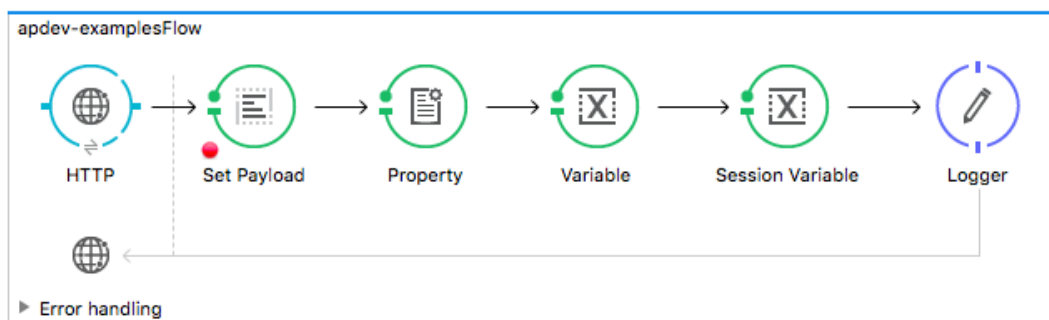 apdev-examplesFlow
HTTP
Set Payload
Property
Variable
Session Variable
Logger
Error handling